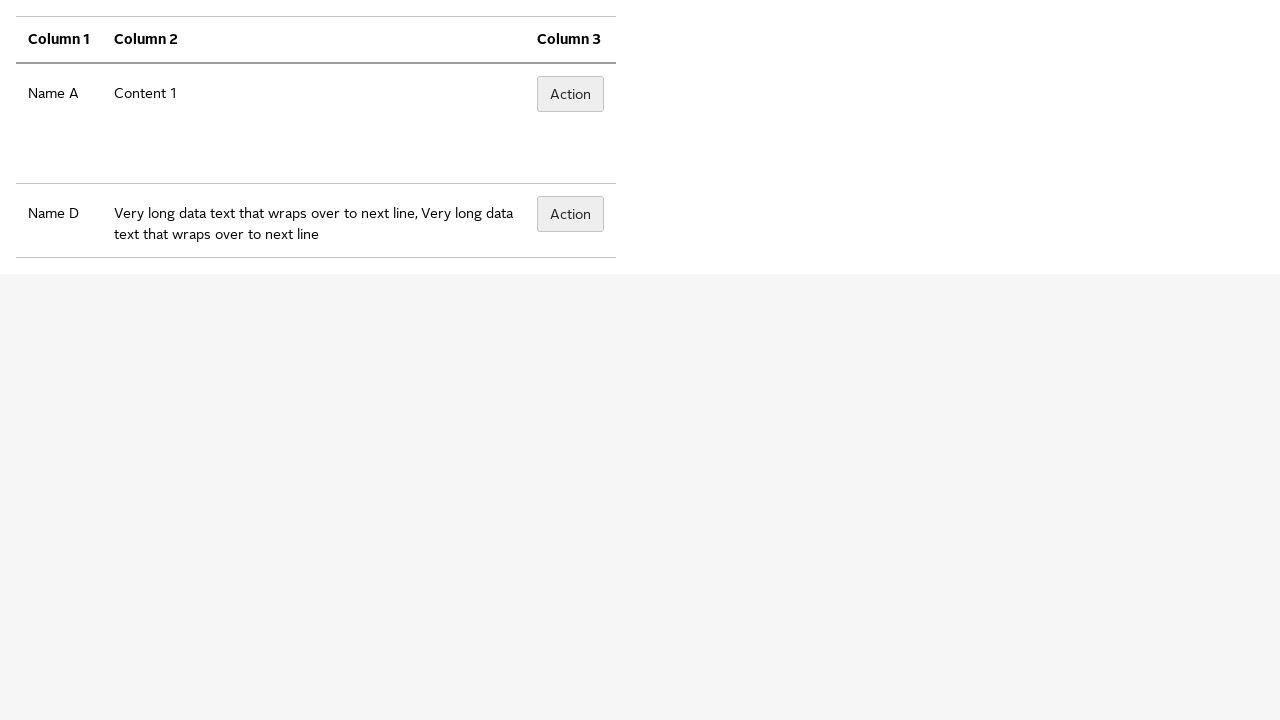 Column 1 Column 2 Column 3
Name A Content 1 Action
Name D Very long data text that wraps over to next line, Very long data Action
text that wraps over to next line